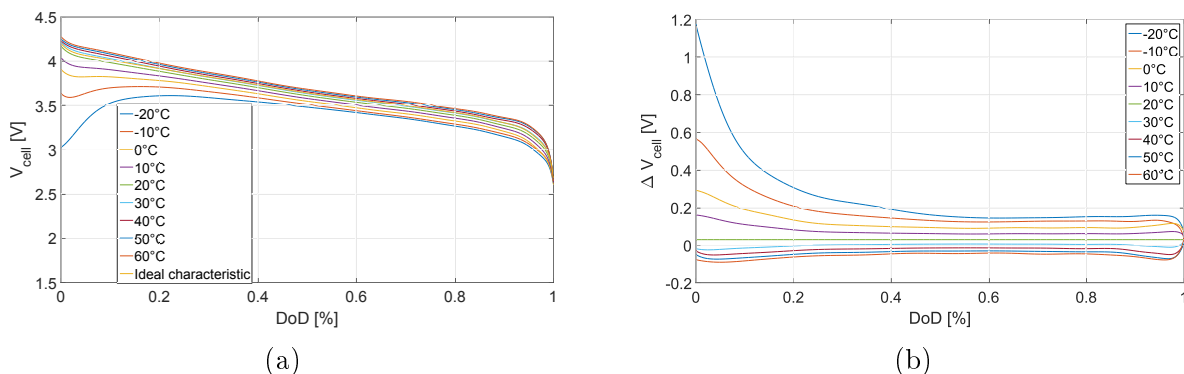 4.5
4
3.5
3
2.5
2
1.5
V_cell [V]
-20°C
-10°C
0°C
10°C
20°C
30°C
40°C
50°C
60°C
Ideal characteristic
0 0.2 0.4 0.6 0.8 1
DoD [%]
(a)
1.2
1
0.8
0.6
0.4
0.2
0
-0.2
Δ V_cell [V]
-20°C
-10°C
0°C
10°C
20°C
30°C
40°C
50°C
60°C
0 0.2 0.4 0.6 0.8 1
DoD [%]
(b)